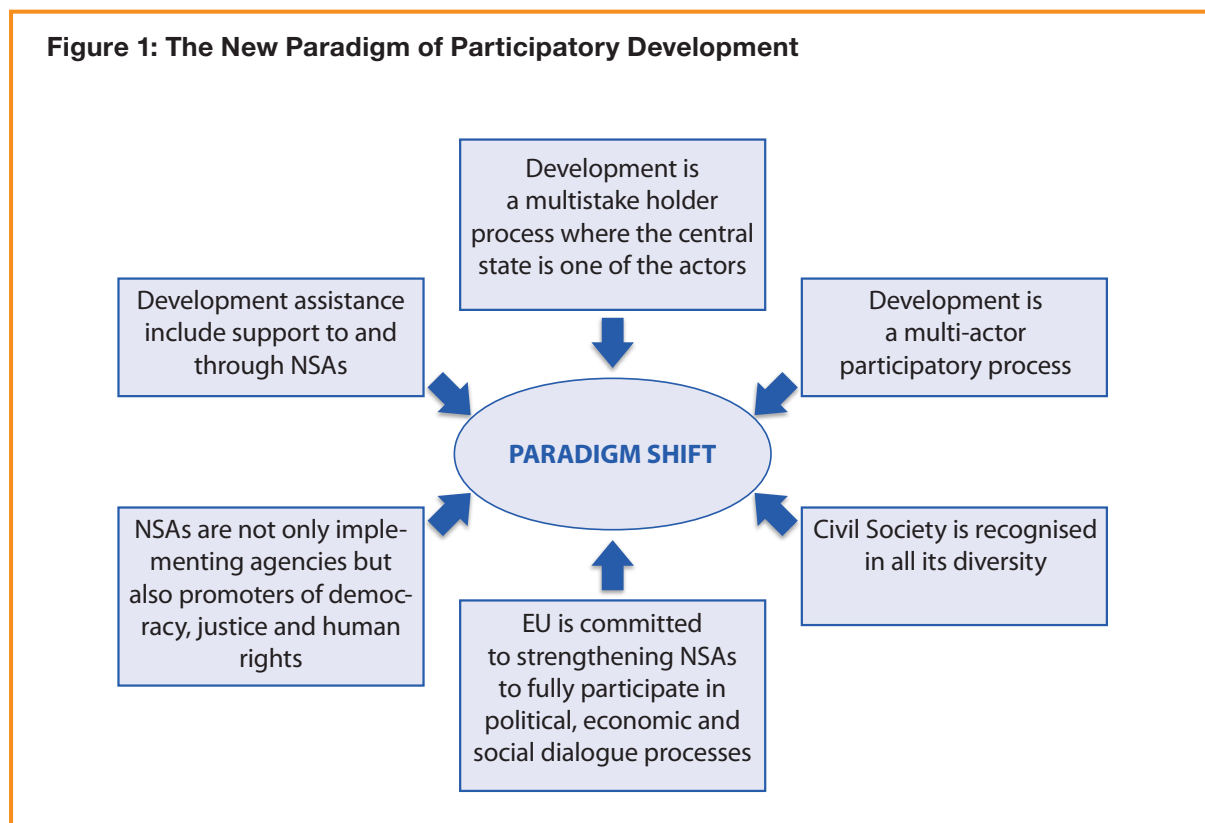 Figure 1: The New Paradigm of Participatory Development
Development is
a multistake holder
process where the central
state is one of the actors
Development assistance
include support to and
through NSAs
Development is
a multi-actor
participatory process
PARADIGM SHIFT
NSAs are not only imple-
menting agencies but
also promoters of democ-
racy, justice and human
rights
Civil Society is recognised
in all its diversity
EU is committed
to strengthening NSAs
to fully participate in
political, economic and
social dialogue processes